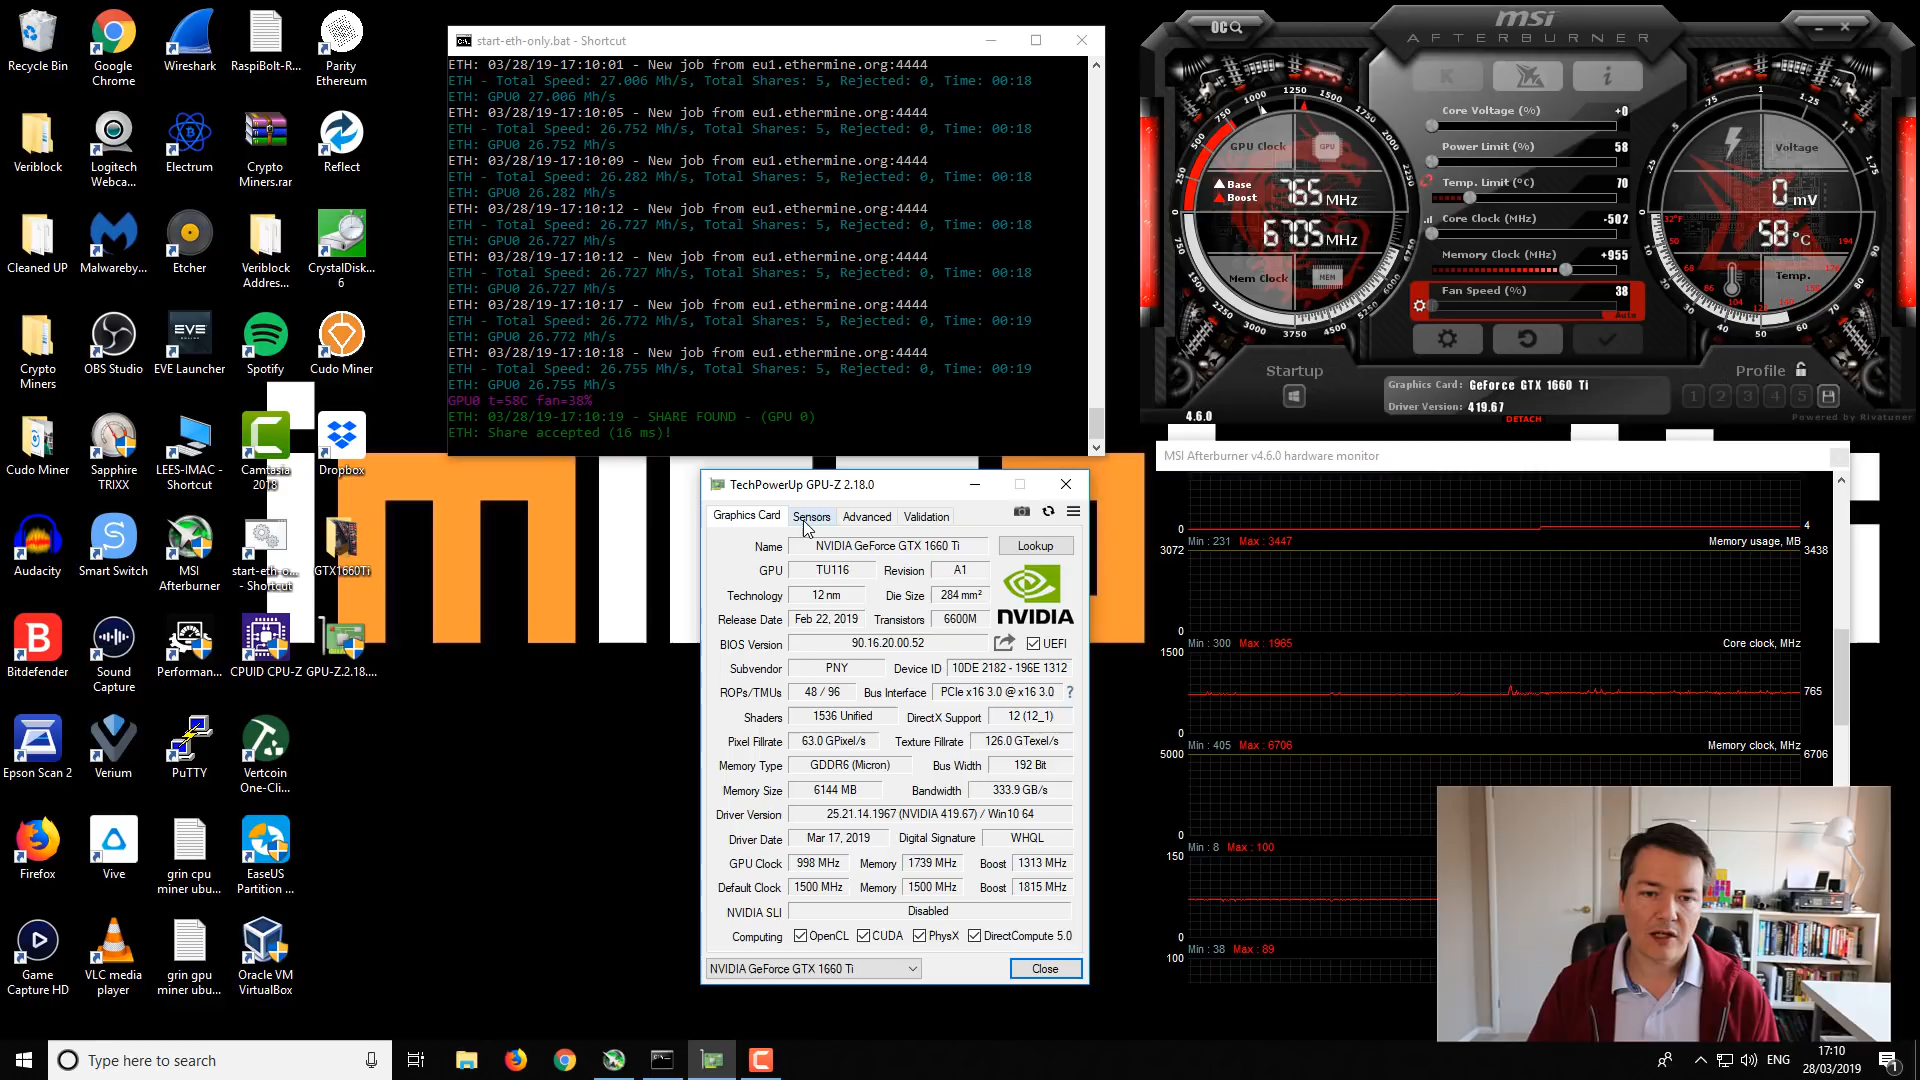 Recycle Bin
Google Chrome
Wireshark
RaspiBolt-R...
Parity Ethereum
Veriblock
Logitech Webca...
Electrum
Crypto Miners.rar
Reflect
Cleaned UP
Malwareby...
Etcher
Veriblock Addres...
CrystalDisk... 6
Crypto Miners
OBS Studio
EVE
EVE Launcher
Spotify
Cudo Miner
Cudo Miner
Sapphire TRIXX
LEES-IMAC - Shortcut
Camtasia 2018
Dropbox
Audacity
Smart Switch
MSI Afterburner
start-eth-o... - Shortcut
GTX1660Ti
Bitdefender
Sound Capture
Performan...
CPUID CPU-Z
GPU-Z.2.18....
Epson Scan 2
Verium
PuTTY
Vertcoin One-Cli...
Firefox
Vive
grin cpu miner ubu...
EaseUS Partition ...
Game Capture HD
VLC media player
grin gpu miner ubu...
Oracle VM VirtualBox
start-eth-only.bat - Shortcut
ETH: 03/28/19-17:10:01 - New job from eu1.ethermine.org:4444
ETH - Total Speed: 27.006 Mh/s, Total Shares: 5, Rejected: 0, Time: 00:18
ETH: GPU0 27.006 Mh/s
ETH: 03/28/19-17:10:05 - New job from eu1.ethermine.org:4444
ETH - Total Speed: 26.752 Mh/s, Total Shares: 5, Rejected: 0, Time: 00:18
ETH: GPU0 26.752 Mh/s
ETH: 03/28/19-17:10:09 - New job from eu1.ethermine.org:4444
ETH - Total Speed: 26.282 Mh/s, Total Shares: 5, Rejected: 0, Time: 00:18
ETH: GPU0 26.282 Mh/s
ETH: 03/28/19-17:10:12 - New job from eu1.ethermine.org:4444
ETH - Total Speed: 26.727 Mh/s, Total Shares: 5, Rejected: 0, Time: 00:18
ETH: GPU0 26.727 Mh/s
ETH: 03/28/19-17:10:12 - New job from eu1.ethermine.org:4444
ETH - Total Speed: 26.727 Mh/s, Total Shares: 5, Rejected: 0, Time: 00:18
ETH: GPU0 26.727 Mh/s
ETH: 03/28/19-17:10:17 - New job from eu1.ethermine.org:4444
ETH - Total Speed: 26.772 Mh/s, Total Shares: 5, Rejected: 0, Time: 00:19
ETH: GPU0 26.772 Mh/s
ETH: 03/28/19-17:10:18 - New job from eu1.ethermine.org:4444
ETH - Total Speed: 26.755 Mh/s, Total Shares: 5, Rejected: 0, Time: 00:19
ETH: GPU0 26.755 Mh/s
GPU0 t=58C fan=38%
ETH: 03/28/19-17:10:19 - SHARE FOUND - (GPU 0)
ETH: Share accepted (16 ms)!
TechPowerUp GPU-Z 2.18.0
Graphics Card Sensors Advanced Validation
Name NVIDIA GeForce GTX 1660 Ti Lookup
GPU TU116 Revision A1
Technology 12 nm Die Size 284 mm²
Release Date Feb 22, 2019 Transistors 6600M
NVIDIA
BIOS Version 90.16.20.00.52 UEFI
Subvendor PNY Device ID 10DE 2182 - 196E 1312
ROPs/TMUs 48 / 96 Bus Interface PCIe x16 3.0 @ x16 3.0 ?
Shaders 1536 Unified DirectX Support 12 (12_1)
Pixel Fillrate 63.0 GPixel/s Texture Fillrate 126.0 GTexel/s
Memory Type GDDR6 (Micron) Bus Width 192 Bit
Memory Size 6144 MB Bandwidth 333.9 GB/s
Driver Version 25.21.14.1967 (NVIDIA 419.67) / Win10 64
Driver Date Mar 17, 2019 Digital Signature WHQL
GPU Clock 998 MHz Memory 1739 MHz Boost 1313 MHz
Default Clock 1500 MHz Memory 1500 MHz Boost 1815 MHz
NVIDIA SLI Disabled
Computing OpenCL CUDA PhysX DirectCompute 5.0
NVIDIA GeForce GTX 1660 Ti Close
msi
AFTERBURNER
OC
K i
GPU Clock GPU
Base
Boost
765 MHz
6705 MHz
Mem Clock MEM
Core Voltage (%) +0
Power Limit (%) 58
Temp. Limit (°C) 70
Core Clock (MHz) -502
Memory Clock (MHz) +955
Fan Speed (%) 38
Auto
Voltage
0 mV
58 °C
Temp.
Startup
Profile
1 2 3 4 5
Graphics Card: GeForce GTX 1660 Ti
Driver Version: 419.67
4.6.0
DETACH
Powered by Rivatuner
MSI Afterburner v4.6.0 hardware monitor
0 4
Min : 231 Max : 3447 Memory usage, MB
3072 3438
0
Min : 300 Max : 1965 Core clock, MHz
1500
765
0
Min : 405 Max : 6706 Memory clock, MHz
5000 6706
0
Min : 8 Max : 100
150
0
Min : 38 Max : 89
100
Type here to search
ENG
17:10
28/03/2019
1